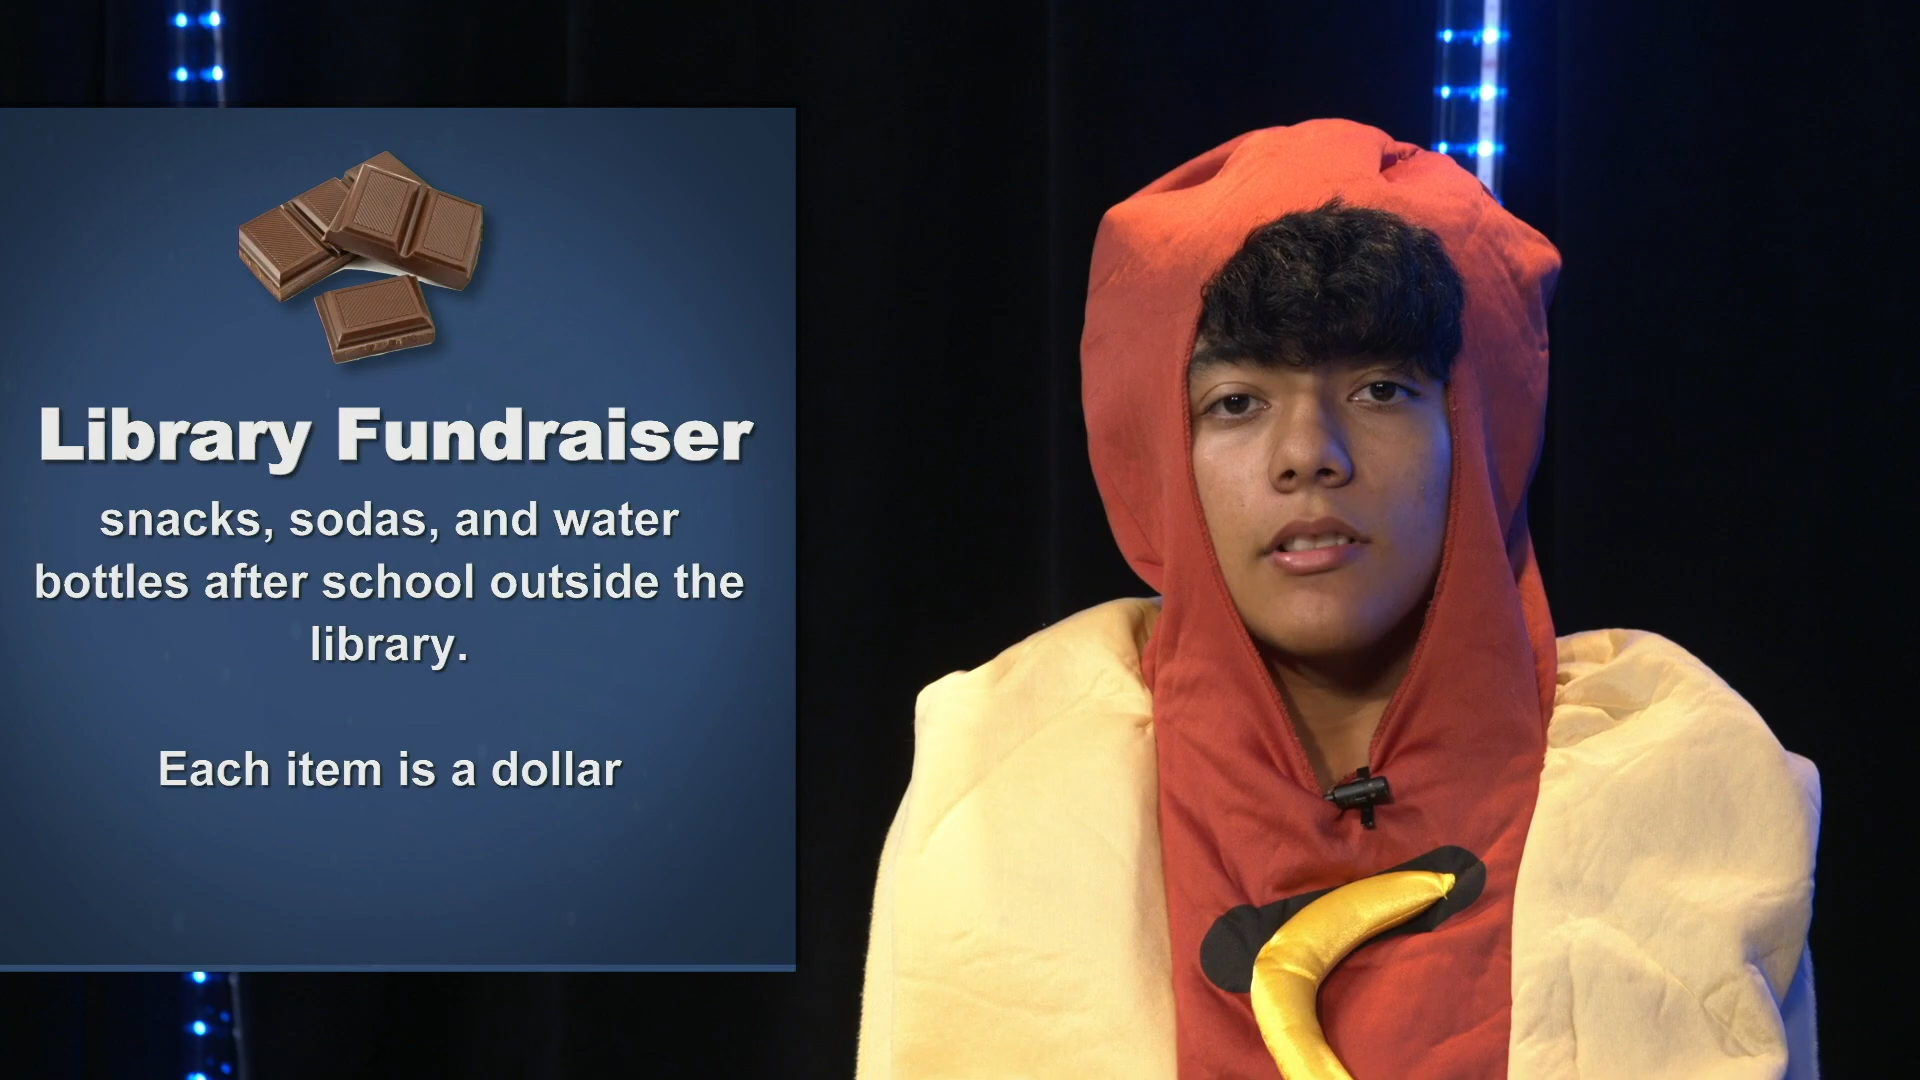 Library Fundraiser
snacks, sodas, and water
bottles after school outside the
library.
Each item is a dollar